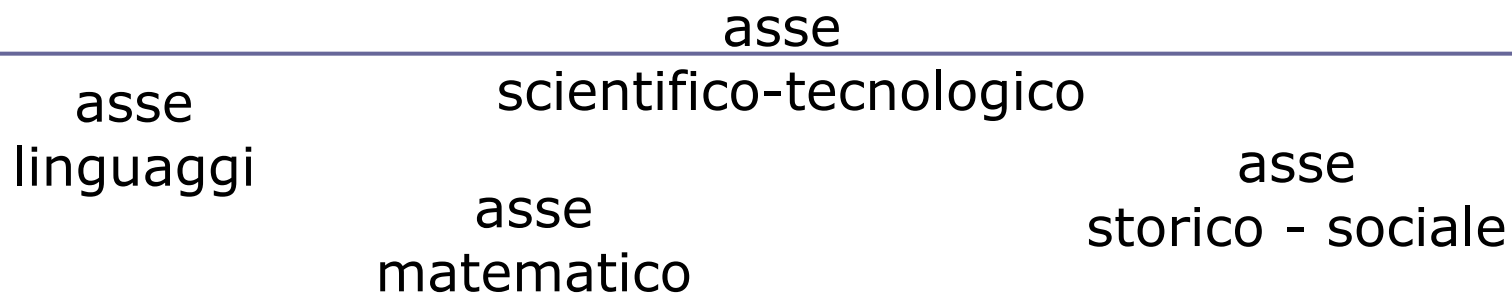 asse
scientifico-tecnologico
asse
linguaggi
asse
matematico
asse
storico - sociale